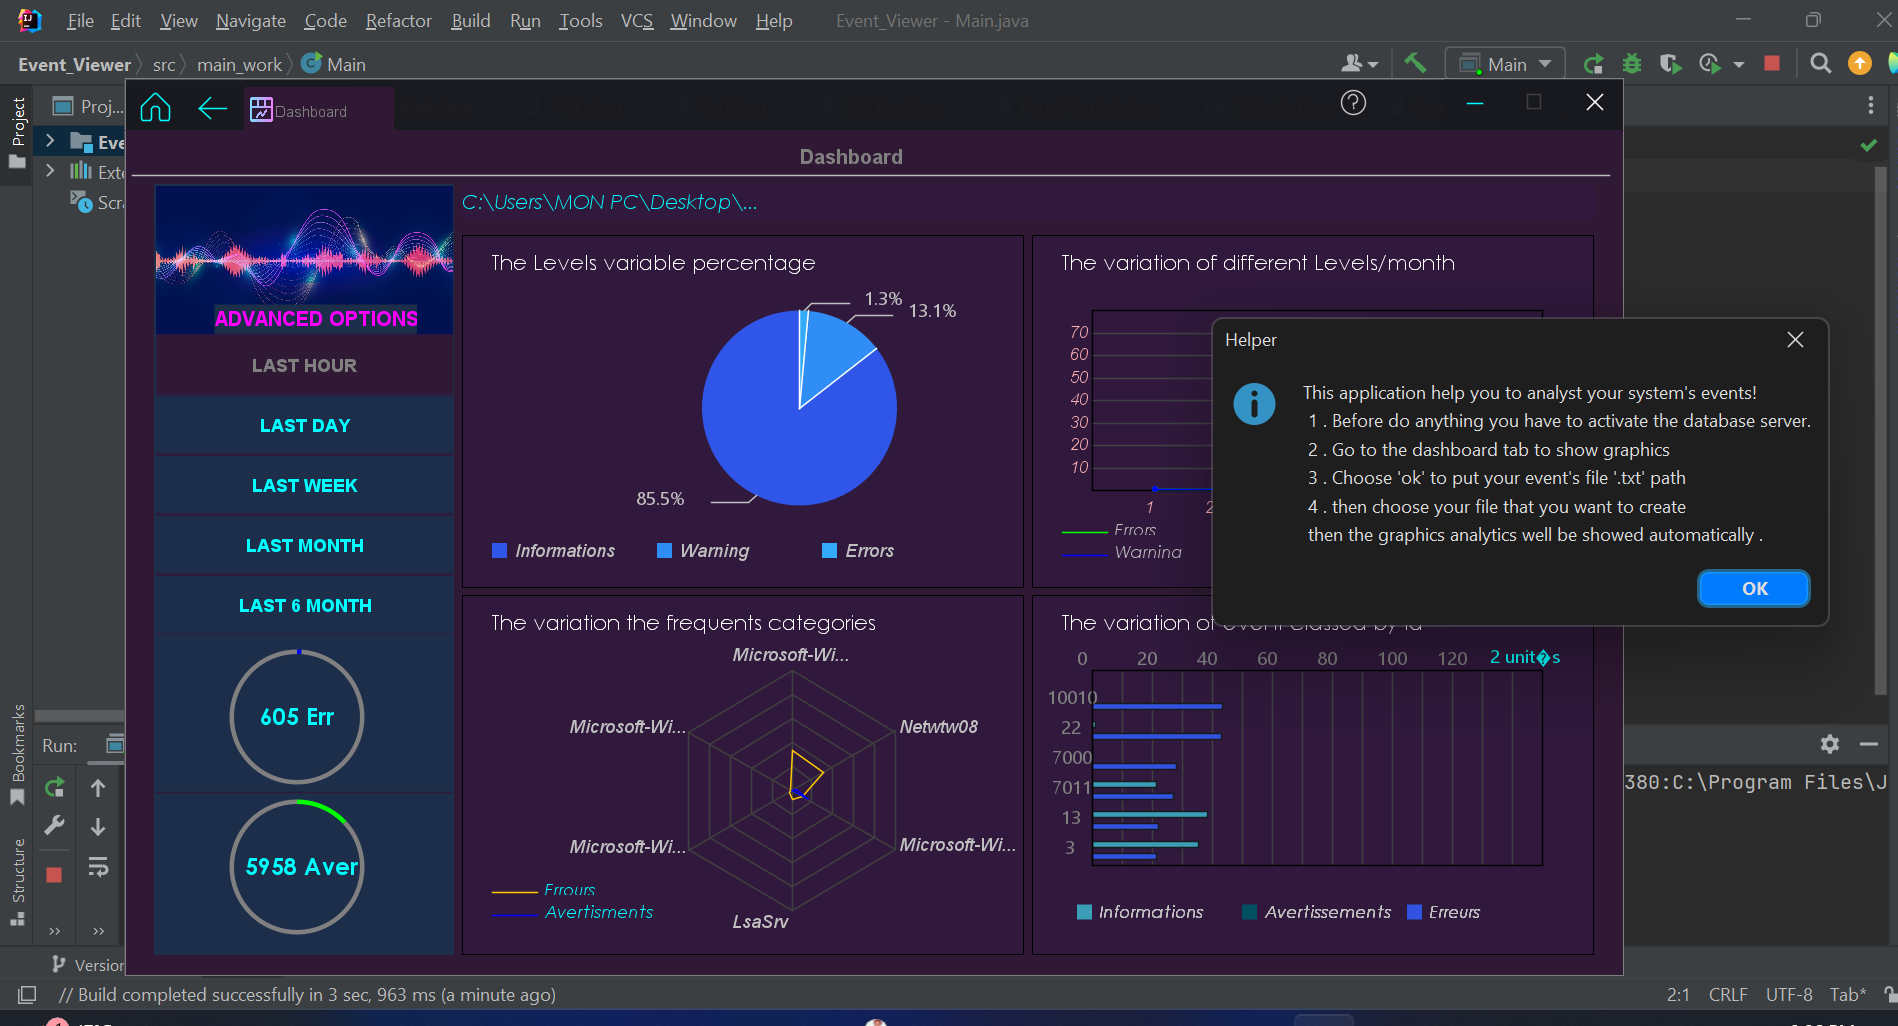 File Edit View Navigate Code Refactor Build Run Tools VCS Window Help Event_Viewer - Main.java
Event_Viewer src main_work Main Main
Project
Proj...
Eve
Exte
Scra
Bookmarks
Structure
Dashboard
Dashboard
ADVANCED OPTIONS
LAST HOUR
LAST DAY
LAST WEEK
LAST MONTH
LAST 6 MONTH
605 Err
5958 Aver
C:\Users\MON PC\Desktop\...
The Levels variable percentage
1.3%
13.1%
85.5%
Informations Warning Errors
The variation of different Levels/month
70
60
50
40
30
20
10
1 2
Errors
Warning
Helper
This application help you to analyst your system's events!
1 . Before do anything you have to activate the database server.
2 . Go to the dashboard tab to show graphics
3 . Choose 'ok' to put your event's file '.txt' path
4 . then choose your file that you want to create
then the graphics analytics well be showed automatically .
OK
The variation the frequents categories
Microsoft-Wi...
Microsoft-Wi... Netwtw08
Microsoft-Wi... Microsoft-Wi...
LsaSrv
Errours
Avertisments
The variation of event classed by id
0 20 40 60 80 100 120 2 unit�s
10010
22
7000
7011
13
3
Informations Avertissements Erreurs
Run:
380:C:\Program Files\J
Version
// Build completed successfully in 3 sec, 963 ms (a minute ago)
2:1 CRLF UTF-8 Tab*